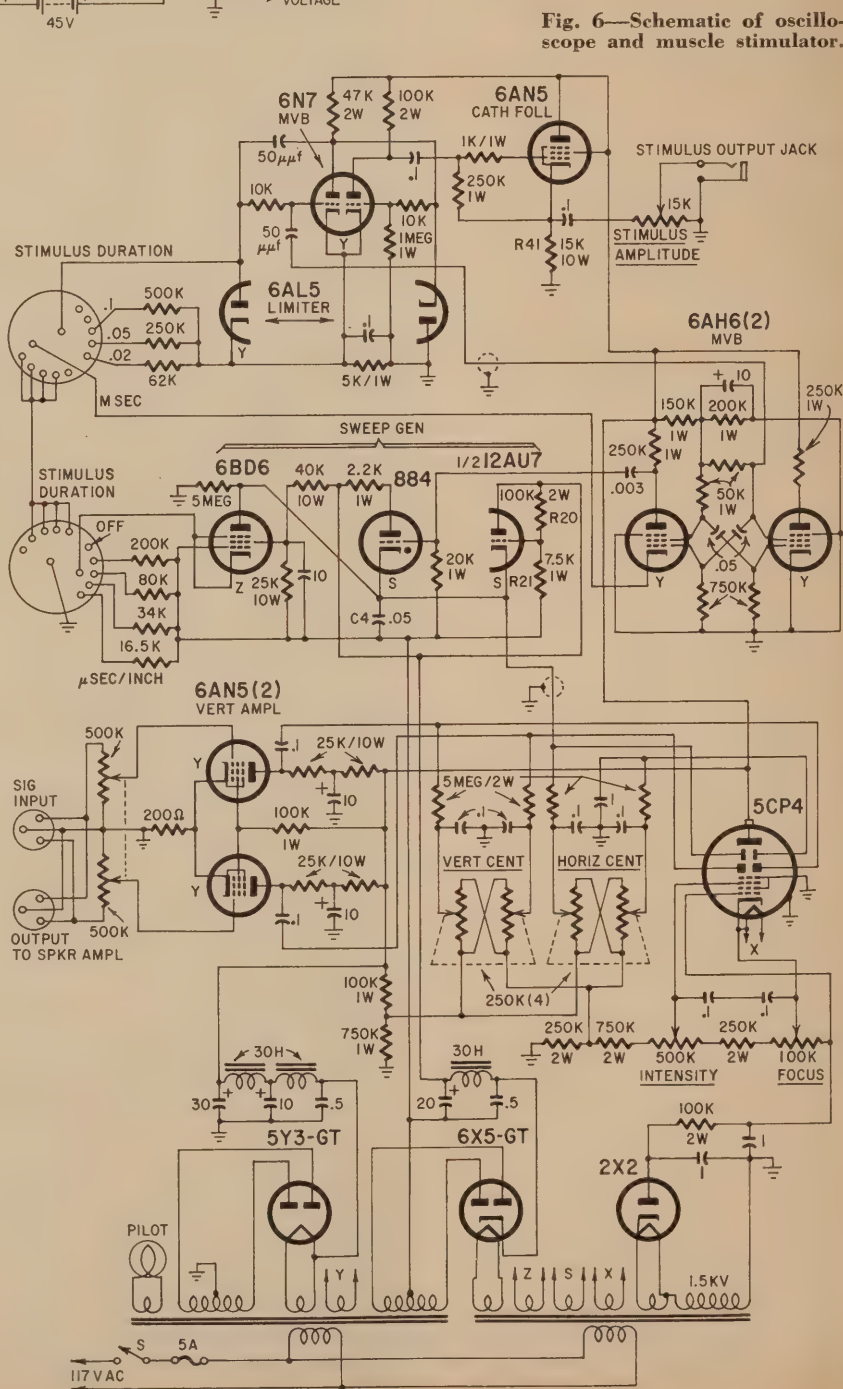 VOLTAGE
45V
Fig. 6—Schematic of oscillo-
scope and muscle stimulator.
6N7
MVB
47K
2W
100K
2W
6AN5
CATH FOLL
50μμf
1K/1W
STIMULUS OUTPUT JACK
.1
250K
1W
10K
10K
1MEG
1W
.1
15K
STIMULUS
AMPLITUDE
50
μμf
Y
R41
15K
10W
STIMULUS DURATION
6AL5
LIMITER
.1
500K
.05
250K
.02
62K
Y
.1
5K/1W
6AH6(2)
MVB
+ 10
250K
1W
150K
1W
200K
1W
M SEC
SWEEP GEN
250K
1W
STIMULUS
DURATION
6BD6
40K
10W
2.2K
1W
884
1/2 12AU7
.003
50K
1W
5MEG
100K
2W
R20
OFF
200K
80K
34K
16.5K
.05
Z
25K
10W
10
S
20K
1W
S
R21
7.5K
1W
Y
Y
C4
.05
750K
μSEC/INCH
6AN5(2)
VERT AMPL
500K
.1
25K/10W
5MEG/2W
SIG
INPUT
Y
+ 10
.1
.1
5CP4
200Ω
100K
1W
.1
.1
VERT CENT
HORIZ CENT
Y
25K/10W
OUTPUT
TO SPKR AMPL
500K
.1
+ 10
X
250K(4)
100K
1W
.1
.1
750K
1W
250K
2W
750K
2W
500K
INTENSITY
250K
2W
100K
FOCUS
30H
30H
30
+
10
.5
20
+
.5
100K
2W
.1
5Y3-GT
6X5-GT
2X2
.1
PILOT
Y
Z
S
X
1.5KV
S
5A
117VAC